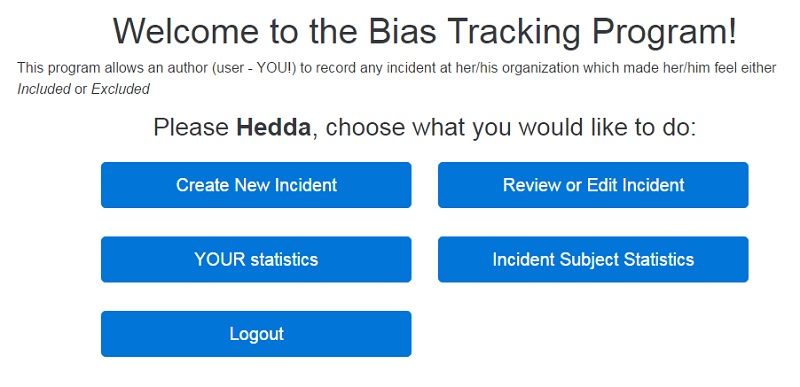 Welcome to the Bias Tracking Program!
This program allows an author (user - YOU!) to record any incident at her/his organization which made her/him feel either
Included or Excluded
Please Hedda, choose what you would like to do:
Create New Incident
Review or Edit Incident
YOUR statistics
Incident Subject Statistics
Logout